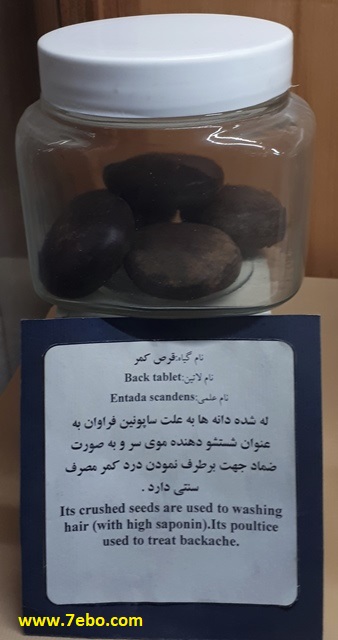 نام گیاه:قرص کمر
نام لاتین:Back tablet
نام علمی:Entada scandens
له شده دانه ها به علت ساپونین فراوان به
عنوان شستشو دهنده موی سر و به صورت
ضماد جهت برطرف نمودن درد کمر مصرف
سنتی دارد .
Its crushed seeds are used to washing
hair (with high saponin).Its poultice
used to treat backache.
www.7ebo.com